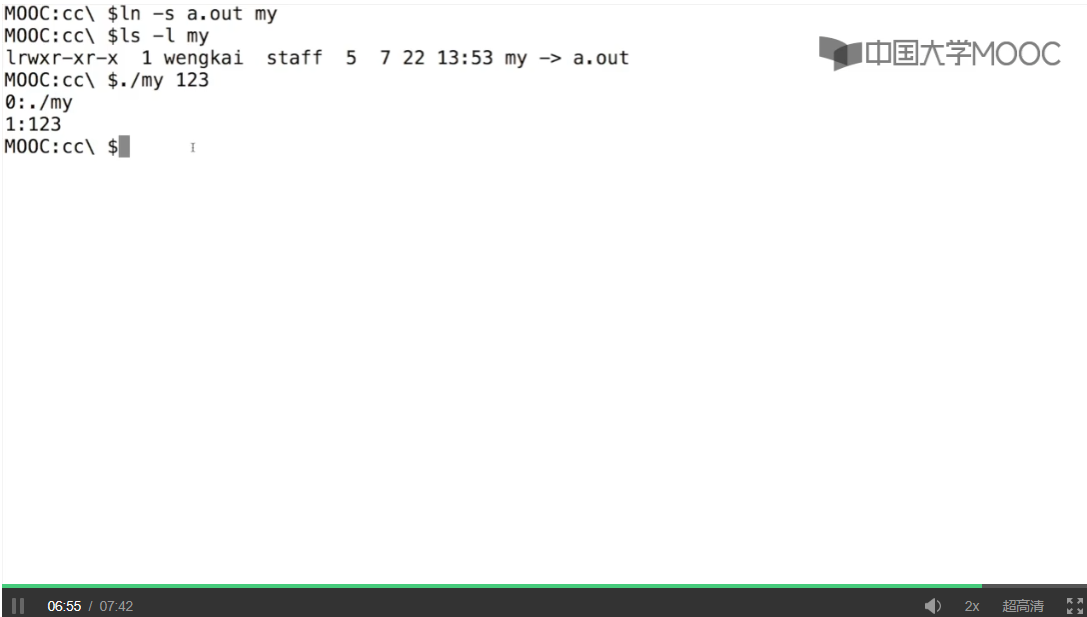 MOOC:cc\ $ln -s a.out my
MOOC:cc\ $ls -l my
lrwxr-xr-x  1 wengkai  staff  5  7 22 13:53 my -> a.out
MOOC:cc\ $./my 123
0:./my
1:123
MOOC:cc\ $
中国大学MOOC
06:55 / 07:42
2x
超高清